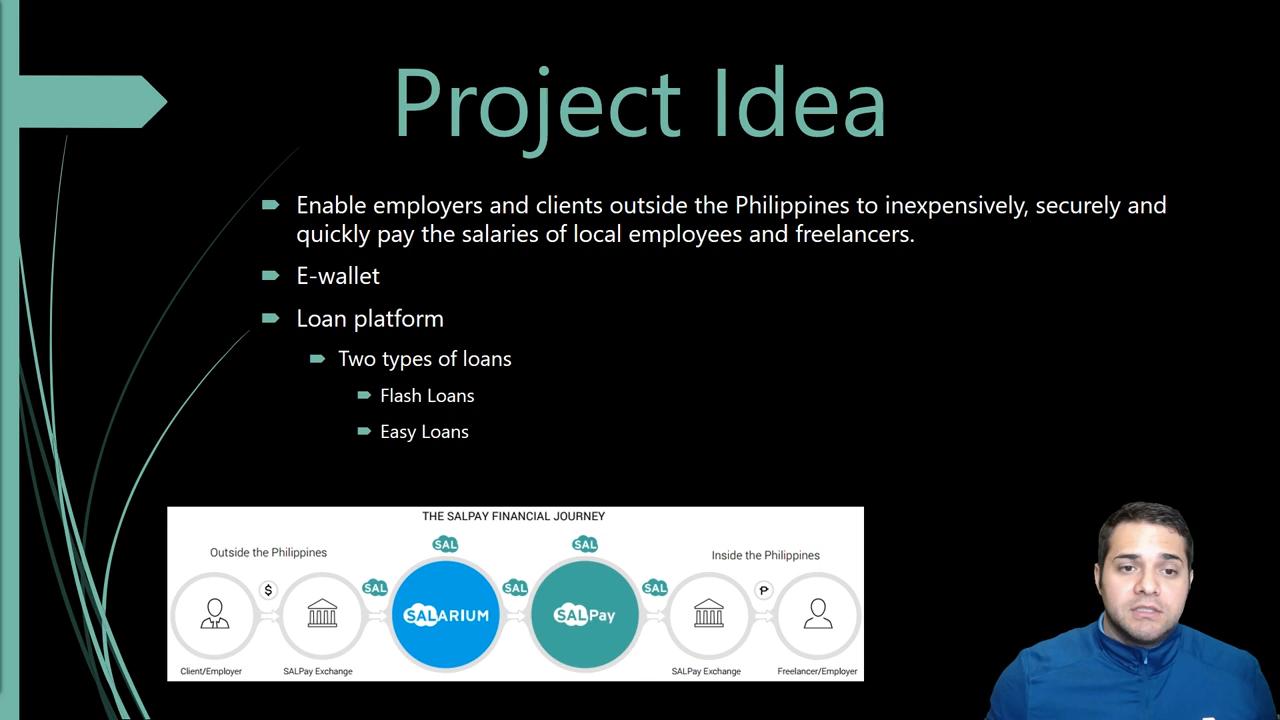 Project Idea
Enable employers and clients outside the Philippines to inexpensively, securely and
quickly pay the salaries of local employees and freelancers.
E-wallet
Loan platform
Two types of loans
Flash Loans
Easy Loans
THE SALPAY FINANCIAL JOURNEY
Outside the Philippines
SAL
SAL
Inside the Philippines
$
SAL
SALARIUM
SAL
SALPay
SAL
₱
Client/Employer
SALPay Exchange
SALPay Exchange
Freelancer/Employer